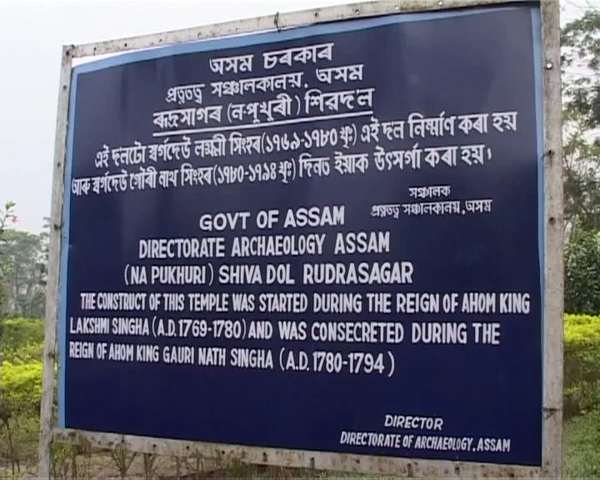 অসম চৰকাৰ
প্ৰত্নতত্ত্ব সঞ্চালকালয়, অসম
ৰুদ্ৰসাগৰ (ন-পুখুৰী) শিৱদল
এই দলটো স্বৰ্গদেউ লক্ষ্মী সিংহৰ(১৭৬৯-১৭৮০ খৃঃ) এই দল নিৰ্ম্মাণ কৰা হয়
আৰু স্বৰ্গদেউ গৌৰী নাথ সিংহৰ (১৭৮০-১৭৯৪ খৃঃ) দিনত ইয়াক উৎসৰ্গা কৰা হয়,
সঞ্চালক
প্ৰত্নতত্ত্ব সঞ্চালকালয়, অসম
GOVT OF ASSAM
DIRECTORATE ARCHAEOLOGY ASSAM
(NA PUKHURI) SHIVA DOL RUDRASAGAR
THE CONSTRUCT OF THIS TEMPLE WAS STARTED DURING THE REIGN OF AHOM KING
LAKSHMI SINGHA (A.D. 1769-1780) AND WAS CONSECRETED DURING THE
REIGN OF AHOM KING GAURI NATH SINGHA (A.D. 1780-1794)
DIRECTOR
DIRECTORATE OF ARCHAEOLOGY. ASSAM